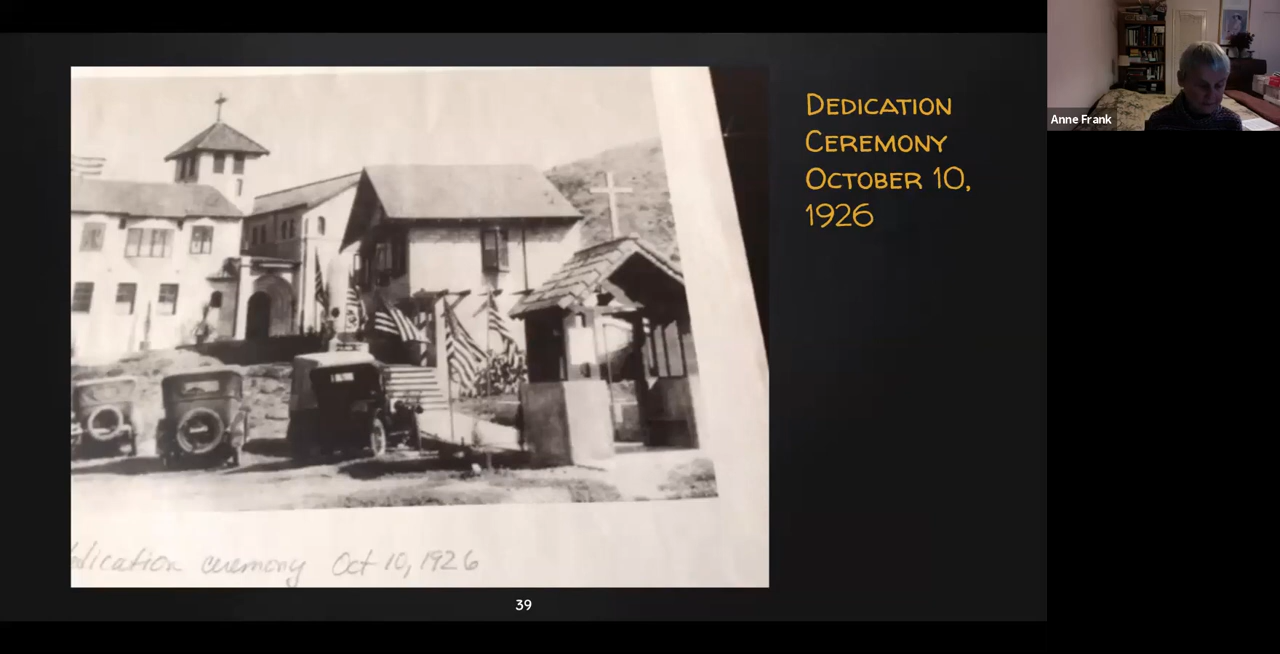 Dedication
Ceremony
October 10,
1926
Anne Frank
dication ceremony Oct 10, 1926
39